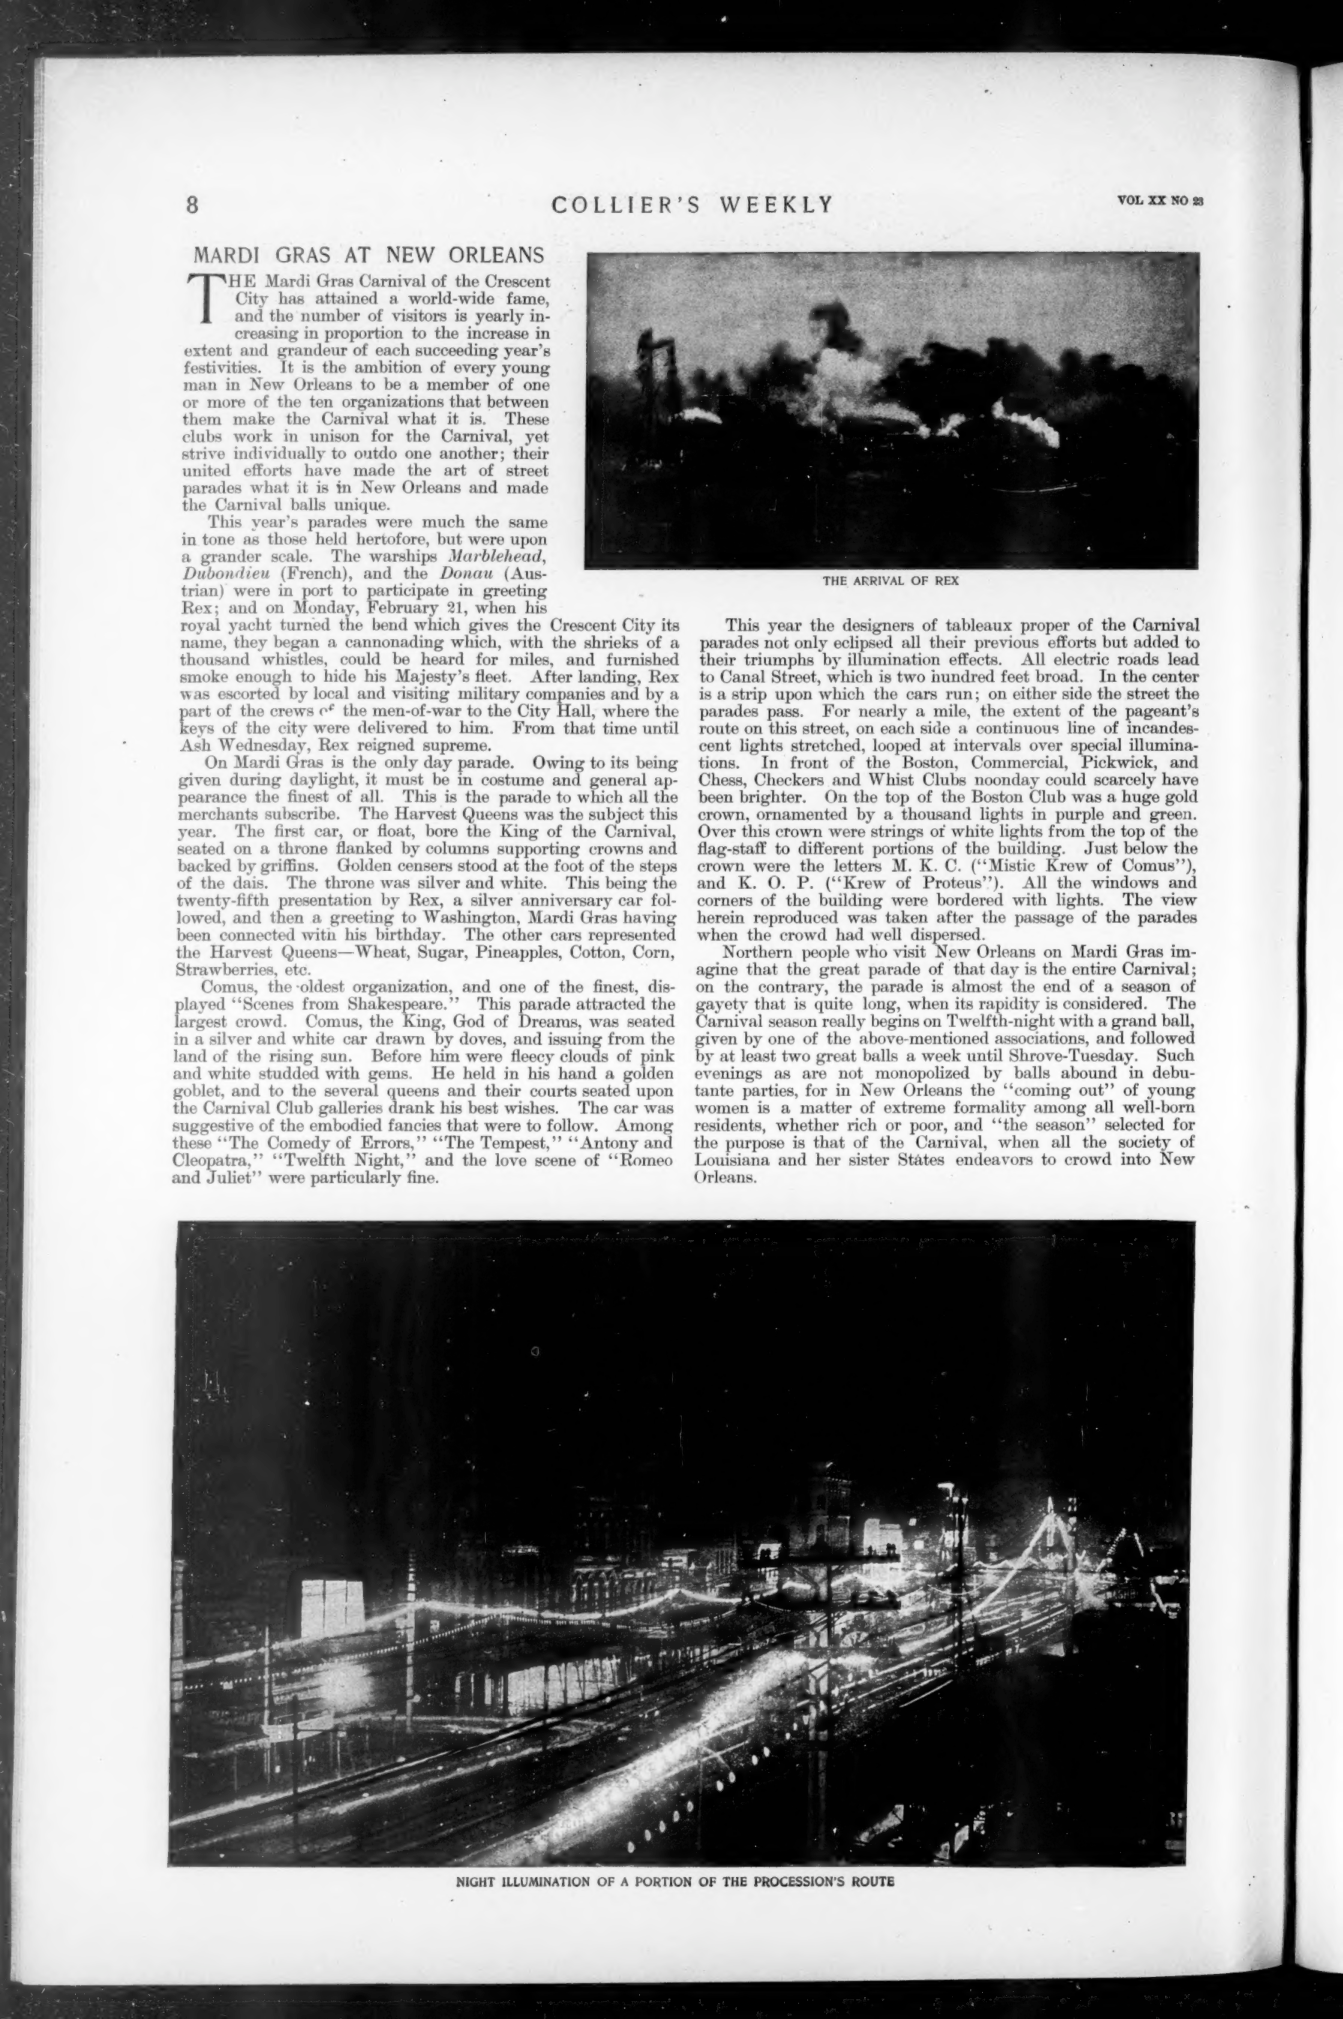 8
COLLIER'S WEEKLY
VOL XX NO 23
MARDI GRAS AT NEW ORLEANS
THE Mardi Gras Carnival of the Crescent
City has attained a world-wide fame,
and the number of visitors is yearly in-
creasing in proportion to the increase in
extent and grandeur of each succeeding year's
festivities. It is the ambition of every young
man in New Orleans to be a member of one
or more of the ten organizations that between
them make the Carnival what it is. These
clubs work in unison for the Carnival, yet
strive individually to outdo one another; their
united efforts have made the art of street
parades what it is in New Orleans and made
the Carnival balls unique.
This year's parades were much the same
in tone as those held hertofore, but were upon
a grander scale. The warships Marblehead,
Dubondieu (French), and the Donau (Aus-
trian) were in port to participate in greeting
Rex; and on Monday, February 21, when his
royal yacht turned the bend which gives the Crescent City its
name, they began a cannonading which, with the shrieks of a
thousand whistles, could be heard for miles, and furnished
smoke enough to hide his Majesty's fleet. After landing, Rex
was escorted by local and visiting military companies and by a
part of the crews of the men-of-war to the City Hall, where the
keys of the city were delivered to him. From that time until
Ash Wednesday, Rex reigned supreme.
On Mardi Gras is the only day parade. Owing to its being
given during daylight, it must be in costume and general ap-
pearance the finest of all. This is the parade to which all the
merchants subscribe. The Harvest Queens was the subject this
year. The first car, or float, bore the King of the Carnival,
seated on a throne flanked by columns supporting crowns and
backed by griffins. Golden censers stood at the foot of the steps
of the dais. The throne was silver and white. This being the
twenty-fifth presentation by Rex, a silver anniversary car fol-
lowed, and then a greeting to Washington, Mardi Gras having
been connected with his birthday. The other cars represented
the Harvest Queens—Wheat, Sugar, Pineapples, Cotton, Corn,
Strawberries, etc.
Comus, the oldest organization, and one of the finest, dis-
played "Scenes from Shakespeare." This parade attracted the
largest crowd. Comus, the King, God of Dreams, was seated
in a silver and white car drawn by doves, and issuing from the
land of the rising sun. Before him were fleecy clouds of pink
and white studded with gems. He held in his hand a golden
goblet, and to the several queens and their courts seated upon
the Carnival Club galleries drank his best wishes. The car was
suggestive of the embodied fancies that were to follow. Among
these "The Comedy of Errors," "The Tempest," "Antony and
Cleopatra," "Twelfth Night," and the love scene of "Romeo
and Juliet" were particularly fine.
THE ARRIVAL OF REX
This year the designers of tableaux proper of the Carnival
parades not only eclipsed all their previous efforts but added to
their triumphs by illumination effects. All electric roads lead
to Canal Street, which is two hundred feet broad. In the center
is a strip upon which the cars run; on either side the street the
parades pass. For nearly a mile, the extent of the pageant's
route on this street, on each side a continuous line of incandes-
cent lights stretched, looped at intervals over special illumina-
tions. In front of the Boston, Commercial, Pickwick, and
Chess, Checkers and Whist Clubs noonday could scarcely have
been brighter. On the top of the Boston Club was a huge gold
crown, ornamented by a thousand lights in purple and green.
Over this crown were strings of white lights from the top of the
flag-staff to different portions of the building. Just below the
crown were the letters M. K. C. ("Mistic Krew of Comus"),
and K. O. P. ("Krew of Proteus"). All the windows and
corners of the building were bordered with lights. The view
herein reproduced was taken after the passage of the parades
when the crowd had well dispersed.
Northern people who visit New Orleans on Mardi Gras im-
agine that the great parade of that day is the entire Carnival;
on the contrary, the parade is almost the end of a season of
gayety that is quite long, when its rapidity is considered. The
Carnival season really begins on Twelfth-night with a grand ball,
given by one of the above-mentioned associations, and followed
by at least two great balls a week until Shrove-Tuesday. Such
evenings as are not monopolized by balls abound in debu-
tante parties, for in New Orleans the "coming out" of young
women is a matter of extreme formality among all well-born
residents, whether rich or poor, and "the season" selected for
the purpose is that of the Carnival, when all the society of
Louisiana and her sister States endeavors to crowd into New
Orleans.
NIGHT ILLUMINATION OF A PORTION OF THE PROCESSION'S ROUTE